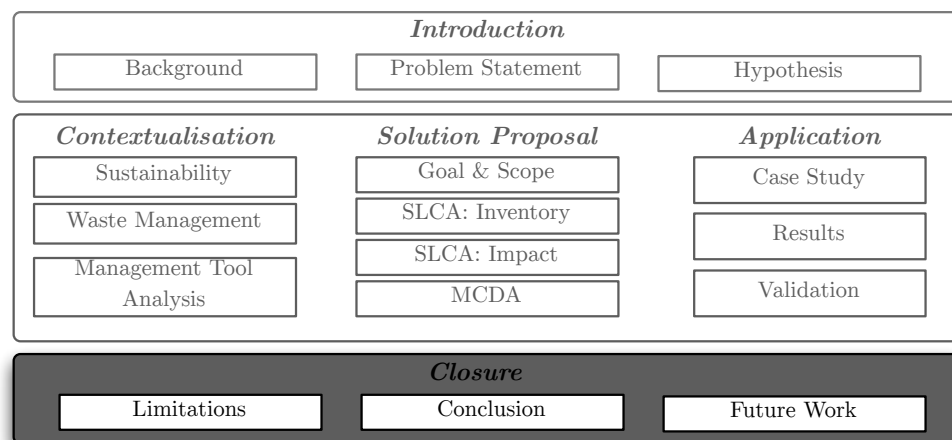 Introduction
Background
Problem Statement
Hypothesis
Contextualisation
Sustainability
Waste Management
Management Tool
Analysis
Solution Proposal
Goal & Scope
SLCA: Inventory
SLCA: Impact
MCDA
Application
Case Study
Results
Validation
Closure
Limitations
Conclusion
Future Work